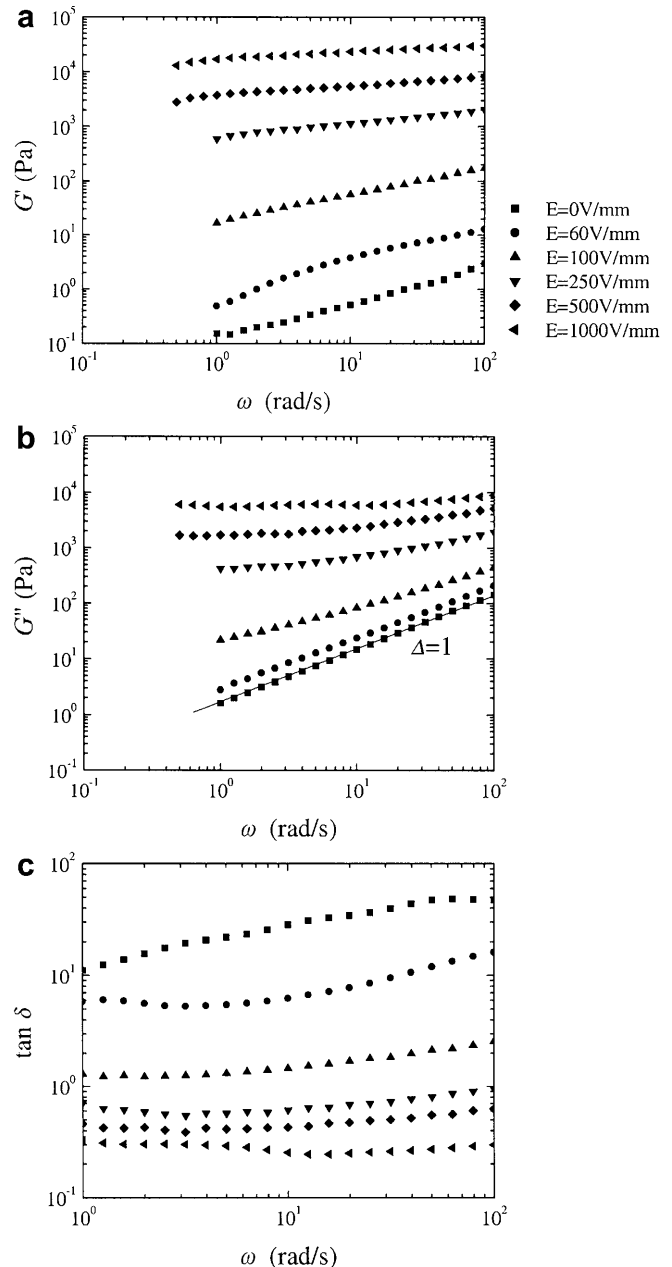 a
10^5
10^4
10^3
10^2
10^1
10^0
10^-1
G' (Pa)
10^-1
10^0
10^1
10^2
ω (rad/s)
E=0V/mm
E=60V/mm
E=100V/mm
E=250V/mm
E=500V/mm
E=1000V/mm
b
10^5
10^4
10^3
10^2
10^1
10^0
10^-1
G'' (Pa)
Δ=1
10^-1
10^0
10^1
10^2
ω (rad/s)
c
10^2
10^1
10^0
10^-1
tan δ
10^0
10^1
10^2
ω (rad/s)